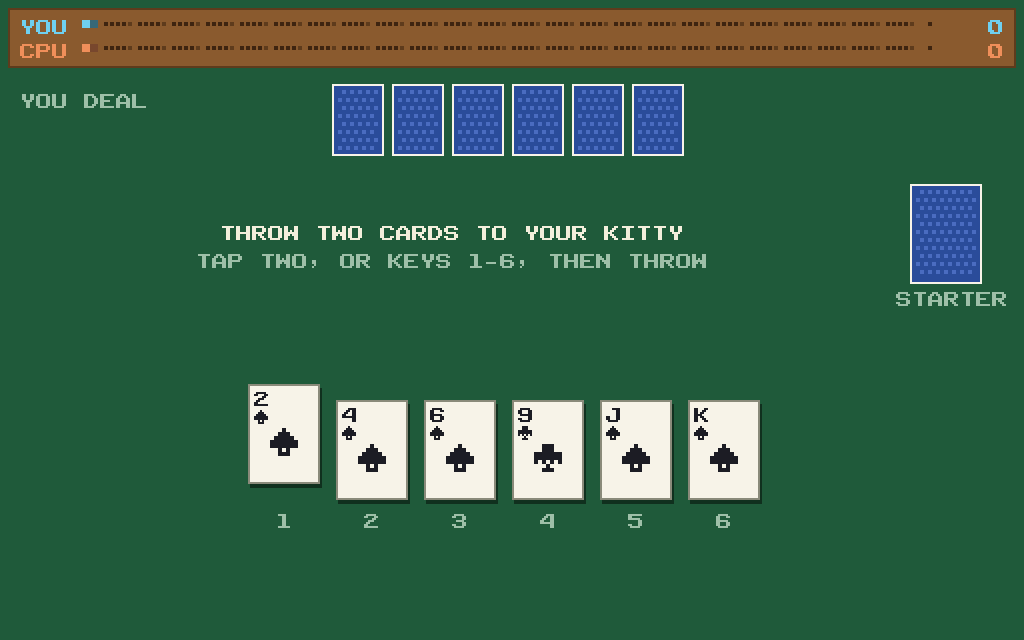 YOU 0
CPU 0
YOU DEAL
THROW TWO CARDS TO YOUR KITTY
TAP TWO, OR KEYS 1-6, THEN THROW
STARTER
2 4 6 9 J K
1 2 3 4 5 6